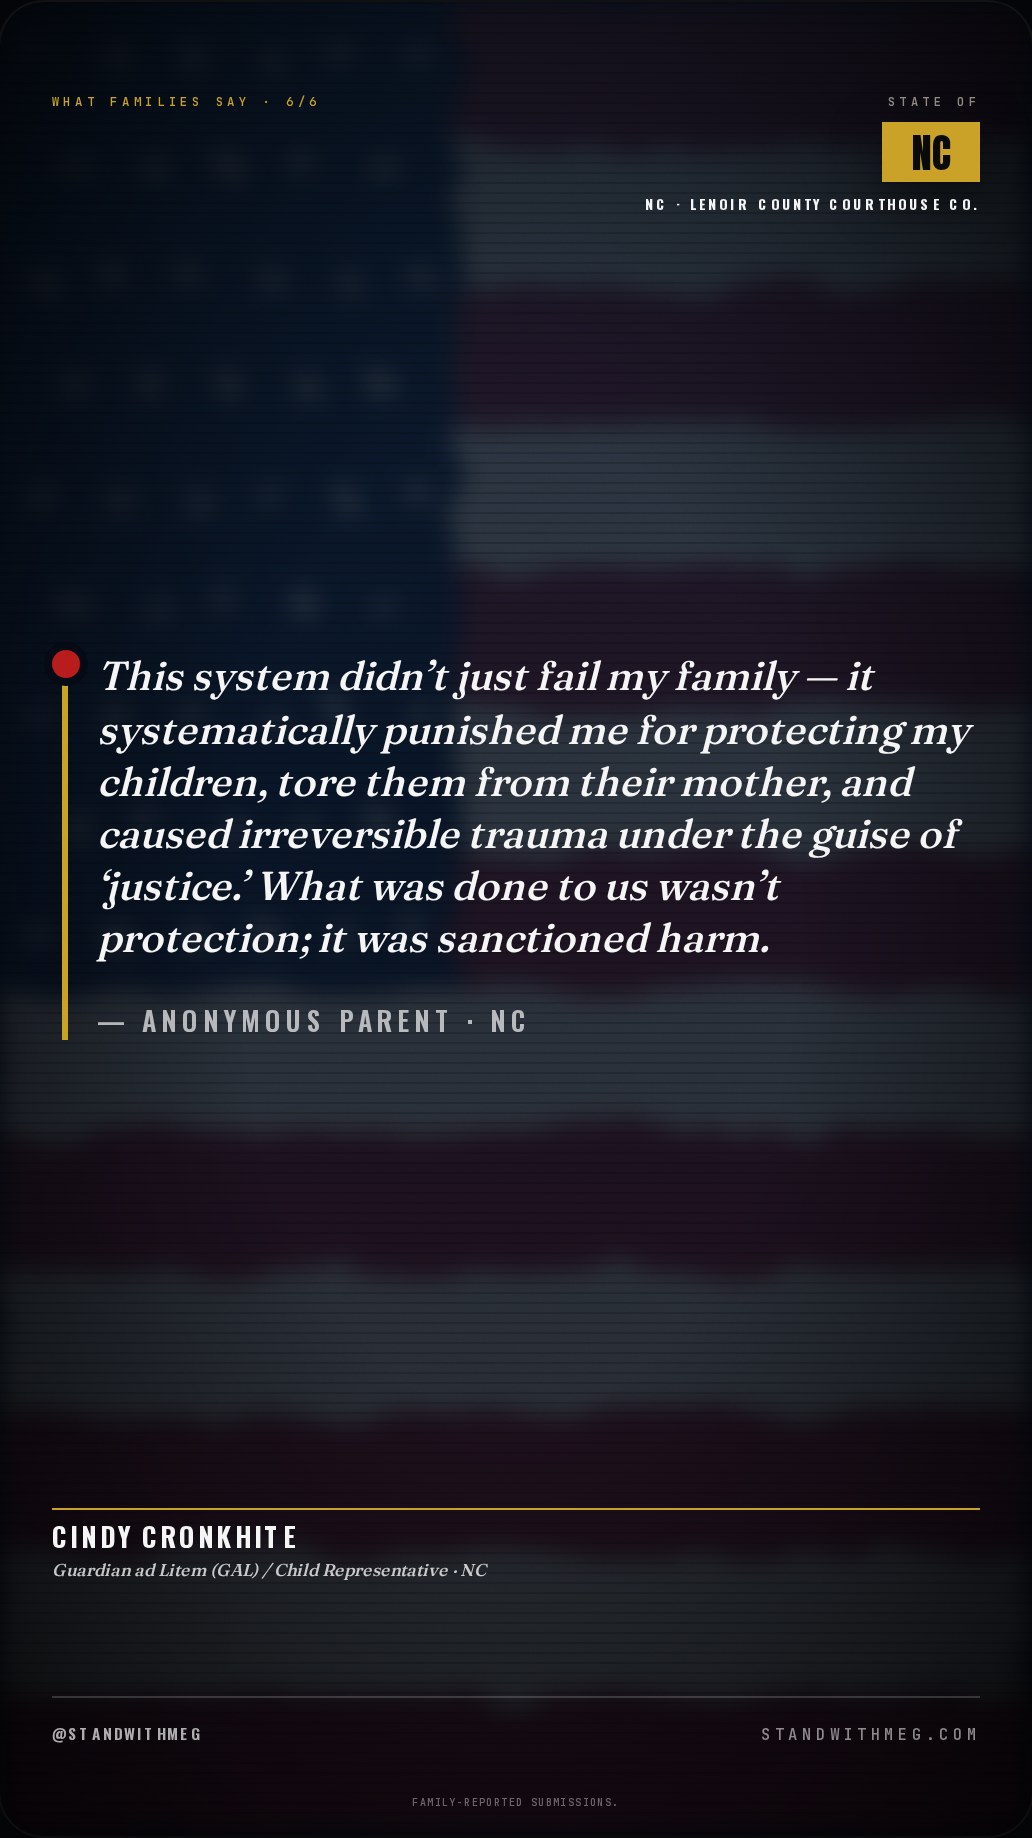 WHAT FAMILIES SAY · 6/6
STATE OF
NC
NC · LENOIR COUNTY COURTHOUSE CO.
This system didn’t just fail my family — it
systematically punished me for protecting my
children, tore them from their mother, and
caused irreversible trauma under the guise of
‘justice.’ What was done to us wasn’t
protection; it was sanctioned harm.
— ANONYMOUS PARENT · NC
CINDY CRONKHITE
Guardian ad Litem (GAL) / Child Representative · NC
@STANDWITHMEG
STANDWITHMEG.COM
FAMILY-REPORTED SUBMISSIONS.